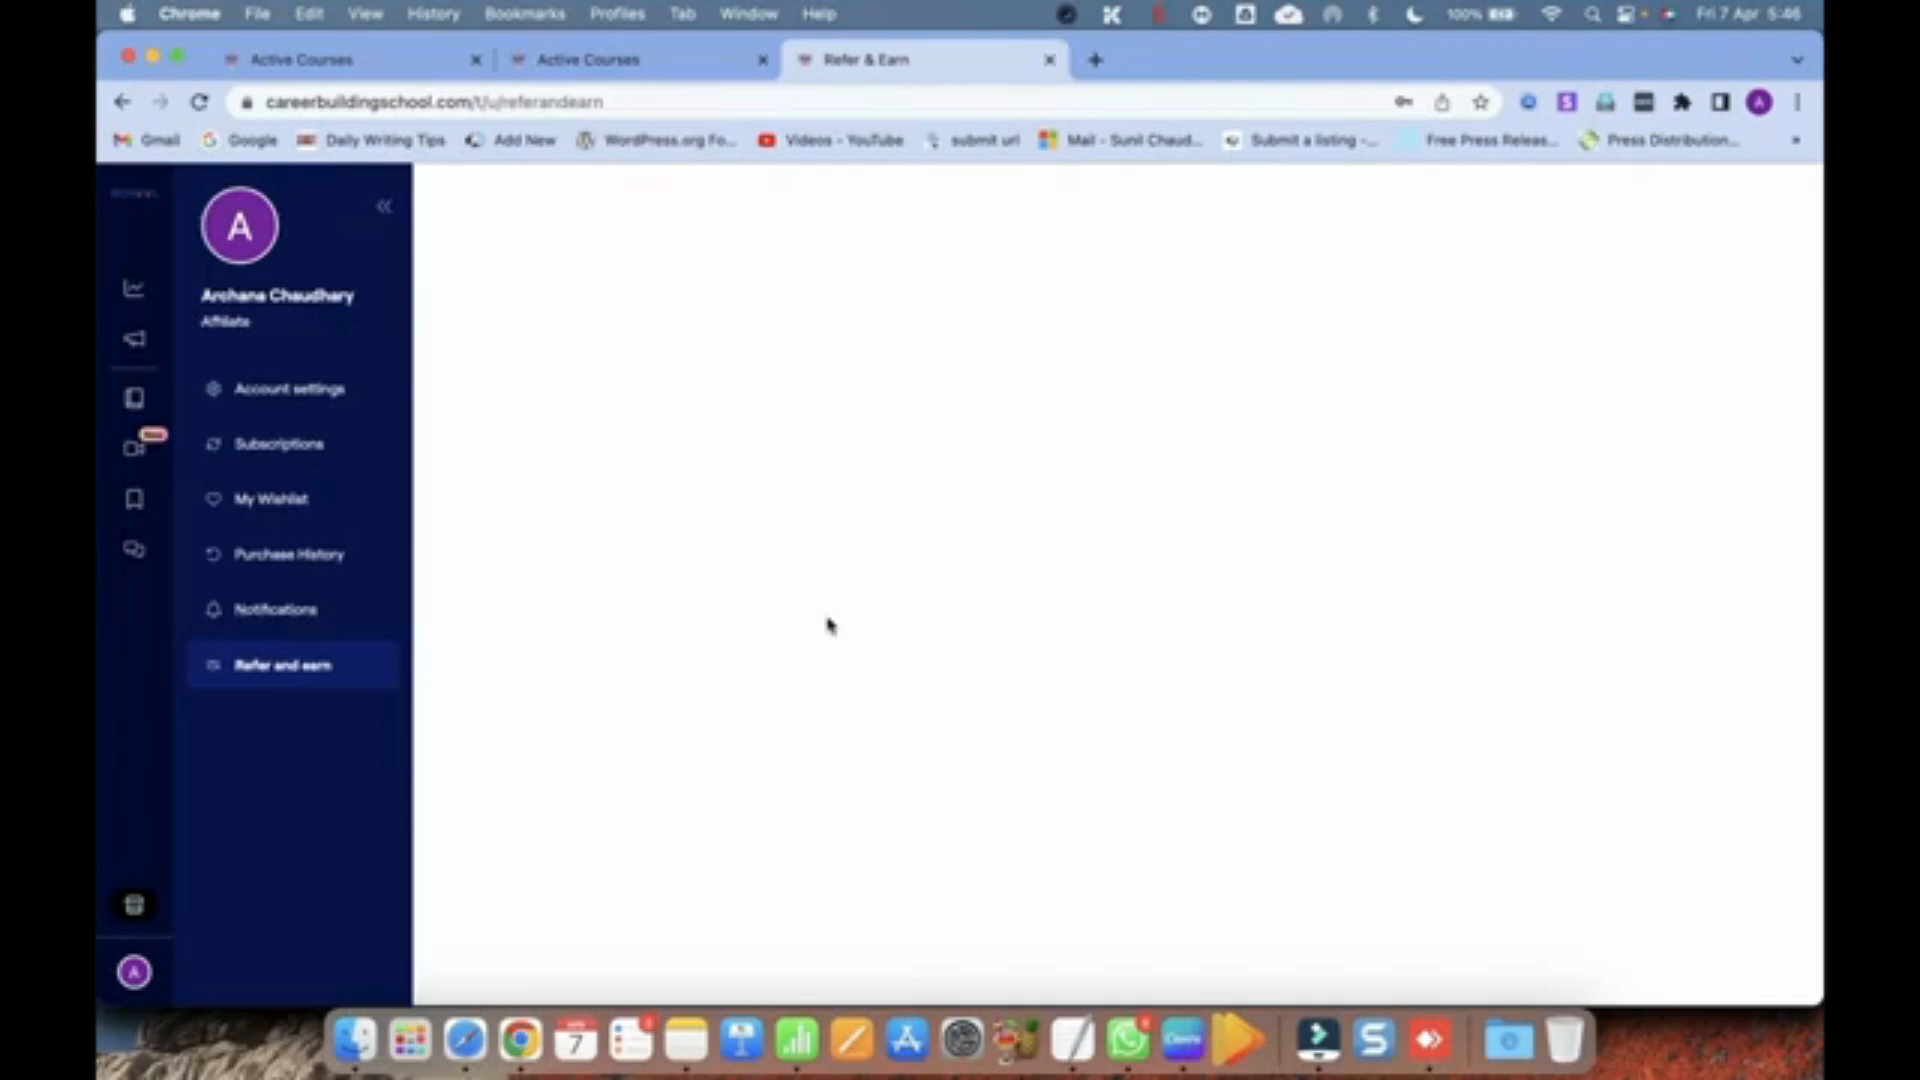 Chrome File Edit View History Bookmarks Profiles Tab Window Help 100% Fri 7 Apr 5:46
Active Courses Active Courses Refer & Earn
careerbuildingschool.com/t/u/referandearn
Gmail Google Daily Writing Tips Add New WordPress.org Fo... Videos - YouTube submit url Mail - Sunil Chaud... Submit a listing -... Free Press Releas... Press Distribution...
A
Archana Chaudhary
Affiliate
Account settings
Subscriptions
My Wishlist
Purchase History
Notifications
Refer and earn
A
7
Canva